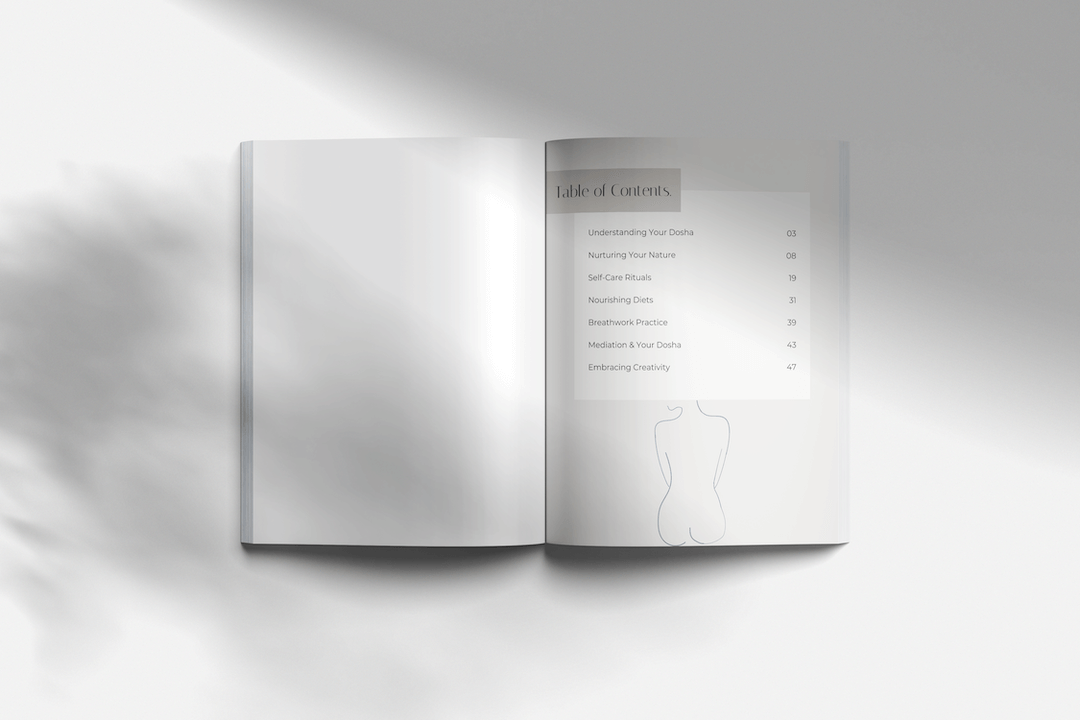 Table of Contents.
Understanding Your Dosha 03
Nurturing Your Nature 08
Self-Care Rituals 19
Nourishing Diets 31
Breathwork Practice 39
Mediation & Your Dosha 43
Embracing Creativity 47